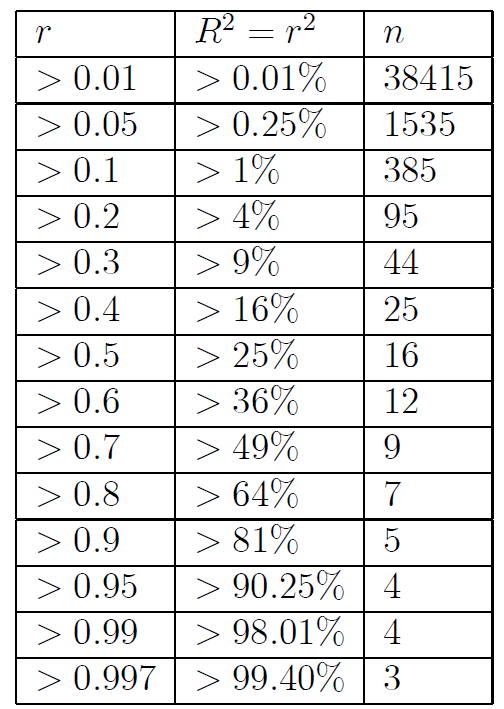 r R² = r² n
> 0.01 > 0.01% 38415
> 0.05 > 0.25% 1535
> 0.1 > 1% 385
> 0.2 > 4% 95
> 0.3 > 9% 44
> 0.4 > 16% 25
> 0.5 > 25% 16
> 0.6 > 36% 12
> 0.7 > 49% 9
> 0.8 > 64% 7
> 0.9 > 81% 5
> 0.95 > 90.25% 4
> 0.99 > 98.01% 4
> 0.997 > 99.40% 3